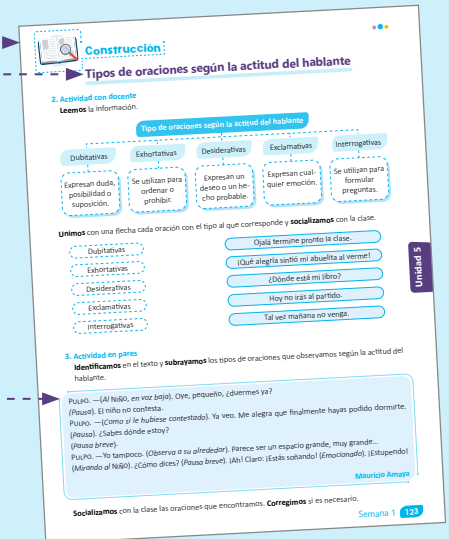 Construcción
Tipos de oraciones según la actitud del hablante
2. Actividad con docente
Leemos la información.
Tipo de oraciones según la actitud del hablante
Dubitativas
Exhortativas
Desiderativas
Exclamativas
Interrogativas
Expresan duda,
posibilidad o
suposición.
Se utilizan para
ordenar o
prohibir.
Expresan un
deseo o un he-
cho probable.
Expresan cual-
quier emoción.
Se utilizan para
formular
preguntas.
Unimos con una flecha cada oración con el tipo al que corresponde y socializamos con la clase.
Dubitativas
Exhortativas
Desiderativas
Exclamativas
Interrogativas
Ojalá termine pronto la clase.
¡Qué alegría sintió mi abuelita al verme!
¿Dónde está mi libro?
Hoy no irás al partido.
Tal vez mañana no venga.
Unidad 5
3. Actividad en pares
Identificamos en el texto y subrayamos los tipos de oraciones que observamos según la actitud del
hablante.
PULPO. —(Al NIÑO, en voz baja). Oye, pequeño, ¿duermes ya?
(Pausa). El niño no contesta.
PULPO. —(Como si le hubiese contestado). Ya veo. Me alegra que finalmente hayas podido dormirte.
(Pausa). ¿Sabes dónde estoy?
(Pausa breve).
PULPO. —Yo tampoco. (Observa a su alrededor). Parece ser un espacio grande, muy grande...
(Mirando al NIÑO). ¿Cómo dices? (Pausa breve). ¡Ah! Claro: ¡Estás soñando! (Emocionado). ¡Estupendo!
Mauricio Amaya
Socializamos con la clase las oraciones que encontramos. Corregimos si es necesario.
Semana 1 123